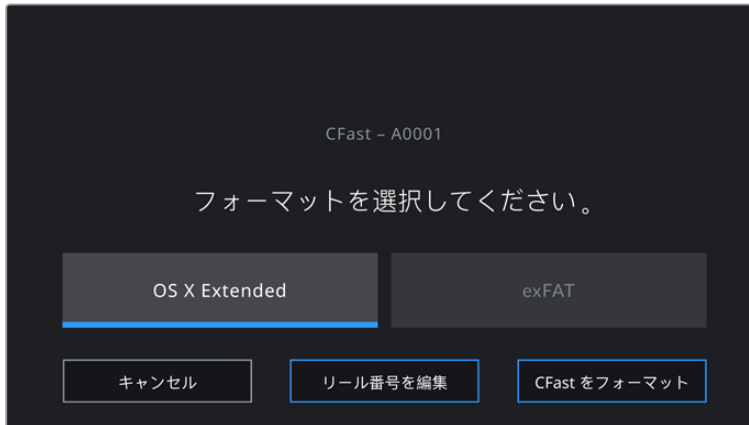 CFast – A0001
フォーマットを選択してください。
OS X Extended
exFAT
キャンセル
リール番号を編集
CFast をフォーマット